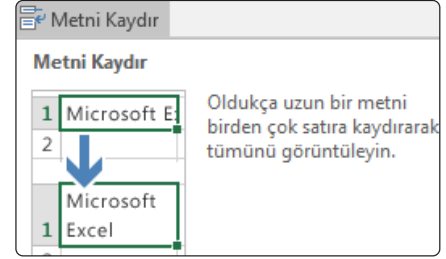 Metni Kaydır
Metni Kaydır
1 Microsoft E
2
Oldukça uzun bir metni
birden çok satıra kaydırarak
tümünü görüntüleyin.
Microsoft
1 Excel